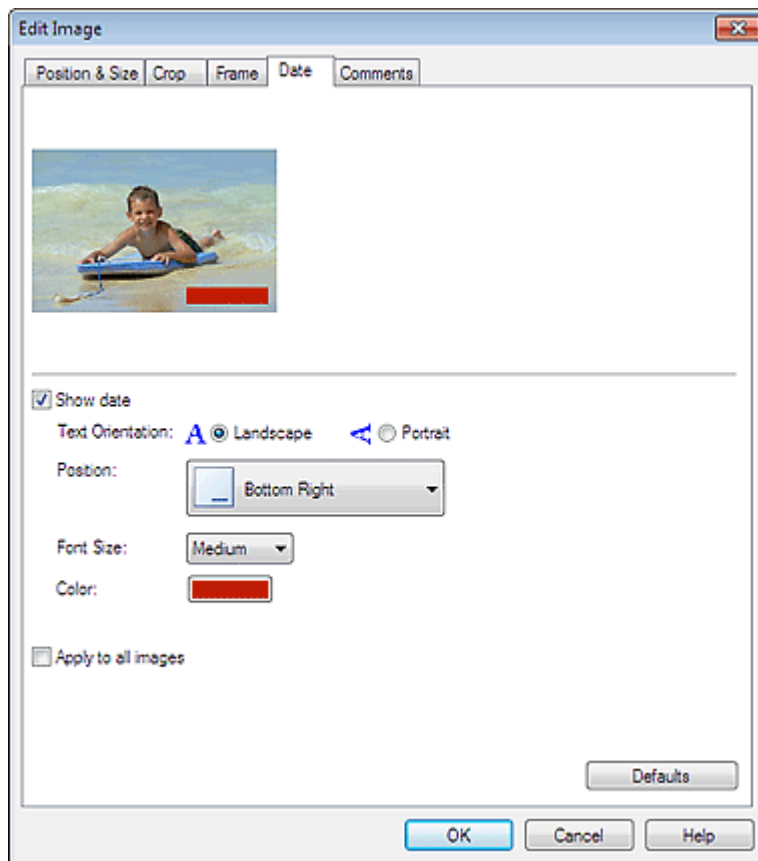 Edit Image
Position & Size Crop Frame Date Comments
Show date
Text Orientation: A Landscape A Portrait
Position: Bottom Right
Font Size: Medium
Color:
Apply to all images
Defaults
OK Cancel Help